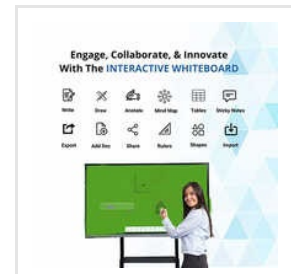 Engage, Collaborate, & Innovate
With The INTERACTIVE WHITEBOARD
Write Draw Annotate Mind Map Tables Sticky Notes
Export Add Doc Share Rulers Shapes Import